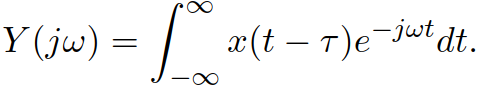 Y(jω) = ∫_{-∞}^{∞} x(t − τ)e^{−jωt}dt.